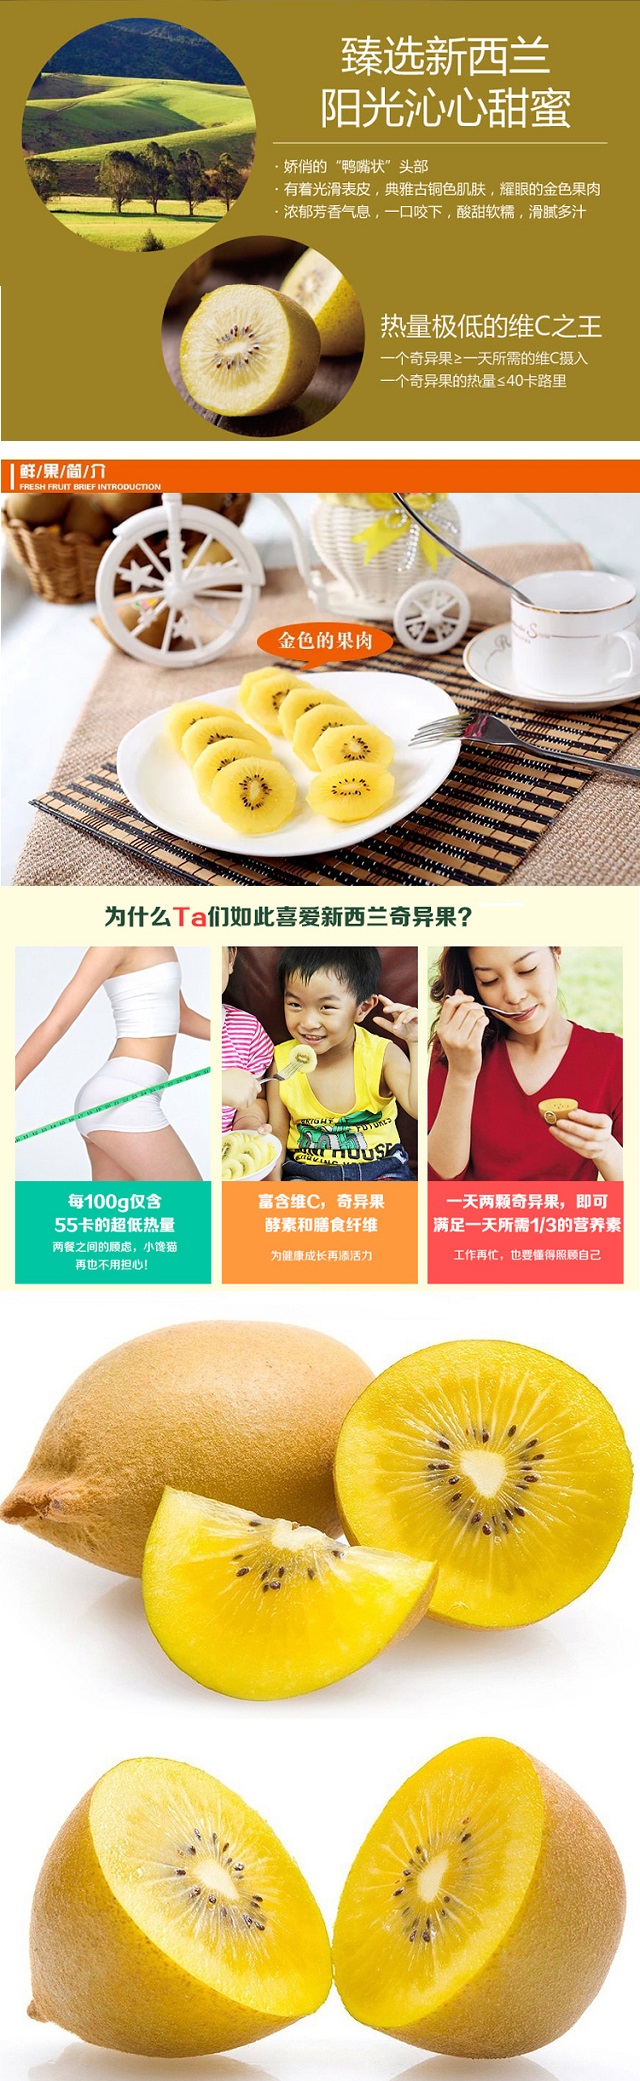 臻选新西兰
阳光沁心甜蜜
· 娇俏的“鸭嘴状”头部
· 有着光滑表皮，典雅古铜色肌肤，耀眼的金色果肉
· 浓郁芳香气息，一口咬下，酸甜软糯，滑腻多汁
热量极低的维C之王
一个奇异果≥一天所需的维C摄入
一个奇异果的热量≤40卡路里
鲜/果/简/介
FRESH FRUIT BRIEF INTRODUCTION
金色的果肉
为什么Ta们如此喜爱新西兰奇异果?
每100g仅含
55卡的超低热量
两餐之间的顾虑，小馋猫
再也不用担心！
富含维C，奇异果
酵素和膳食纤维
为健康成长再添活力
一天两颗奇异果，即可
满足一天所需1/3的营养素
工作再忙，也要懂得照顾自己